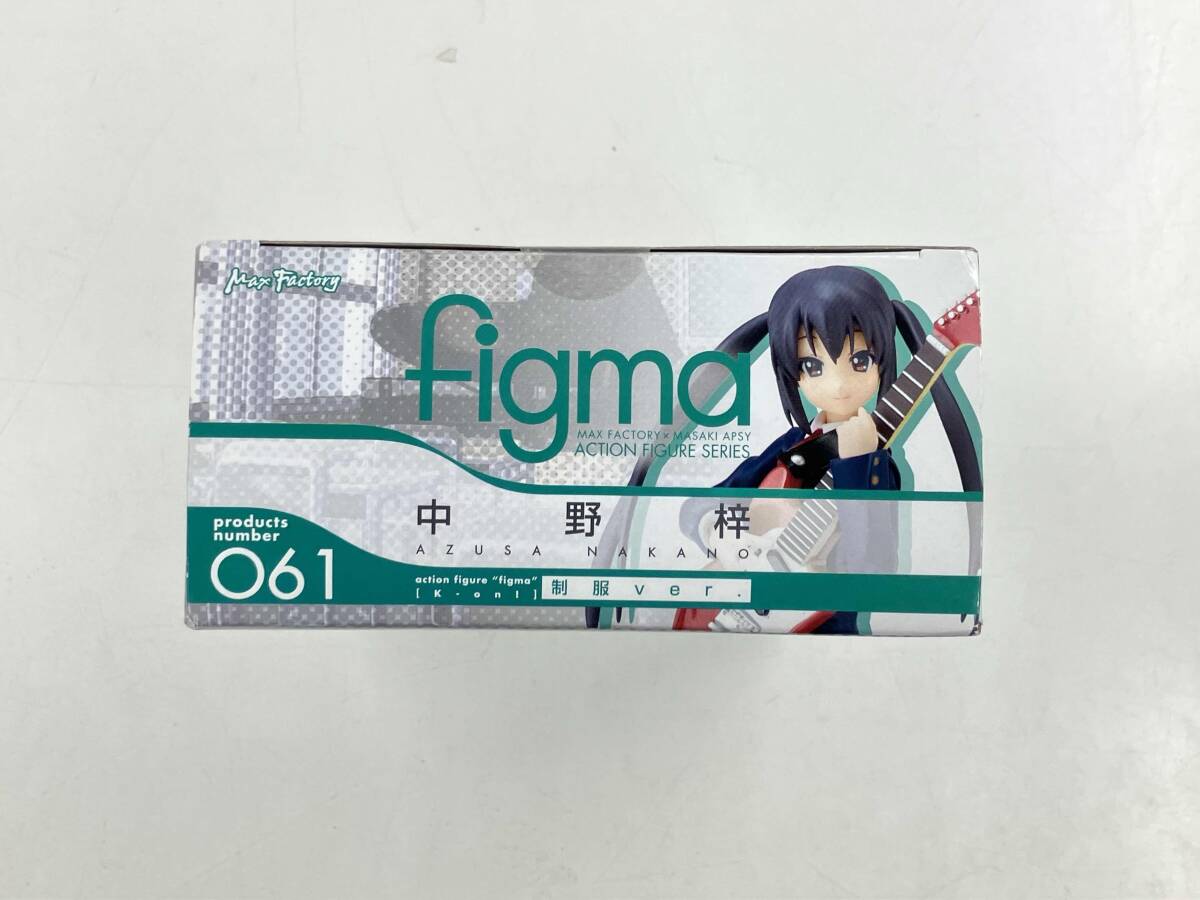 Max Factory
figma
MAX FACTORY × MASAKI APSY
ACTION FIGURE SERIES
中野梓
AZUSA NAKANO
products
number
061
action figure "figma"
[K-on!]
制服ver.